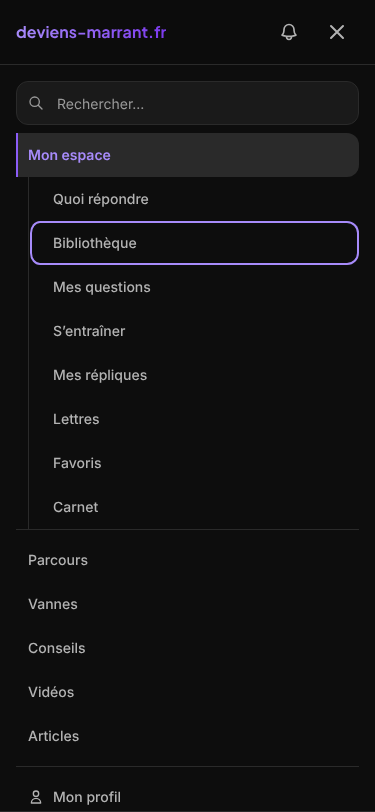 deviens-marrant.fr
Rechercher...
Mon espace
Quoi répondre
Bibliothèque
Mes questions
S’entraîner
Mes répliques
Lettres
Favoris
Carnet
Parcours
Vannes
Conseils
Vidéos
Articles
Mon profil